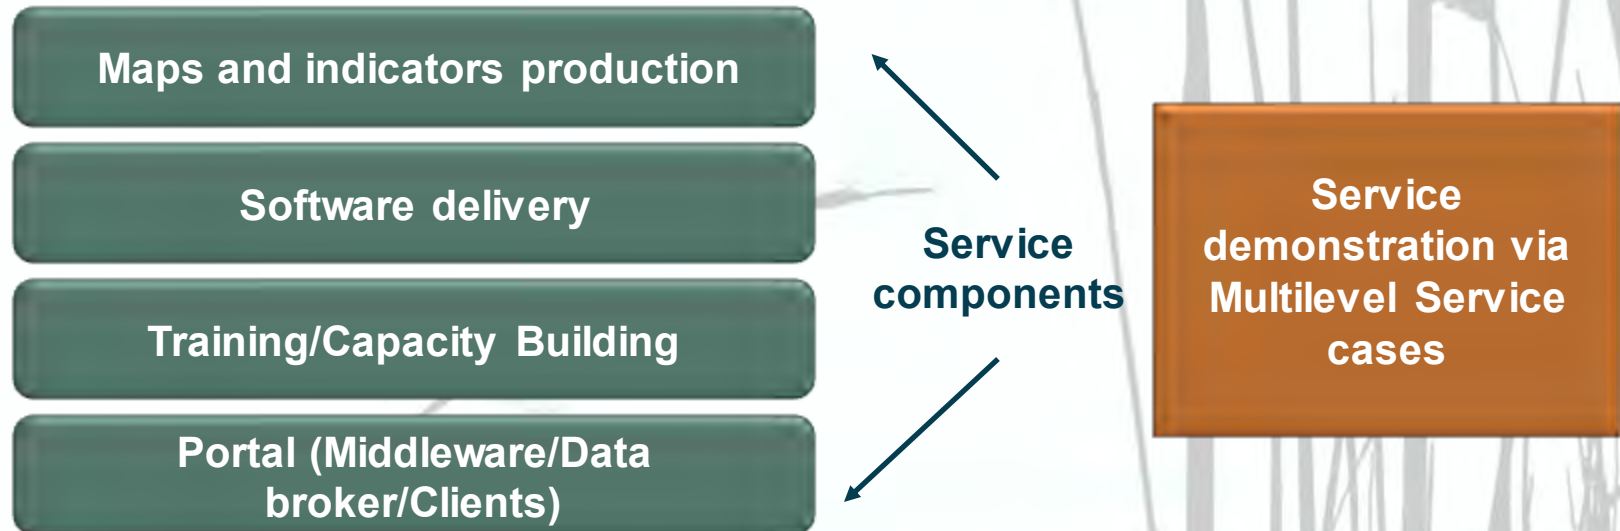 Maps and indicators production
Software delivery
Training/Capacity Building
Portal (Middleware/Data
broker/Clients)
Service
components
Service
demonstration via
Multilevel Service
cases